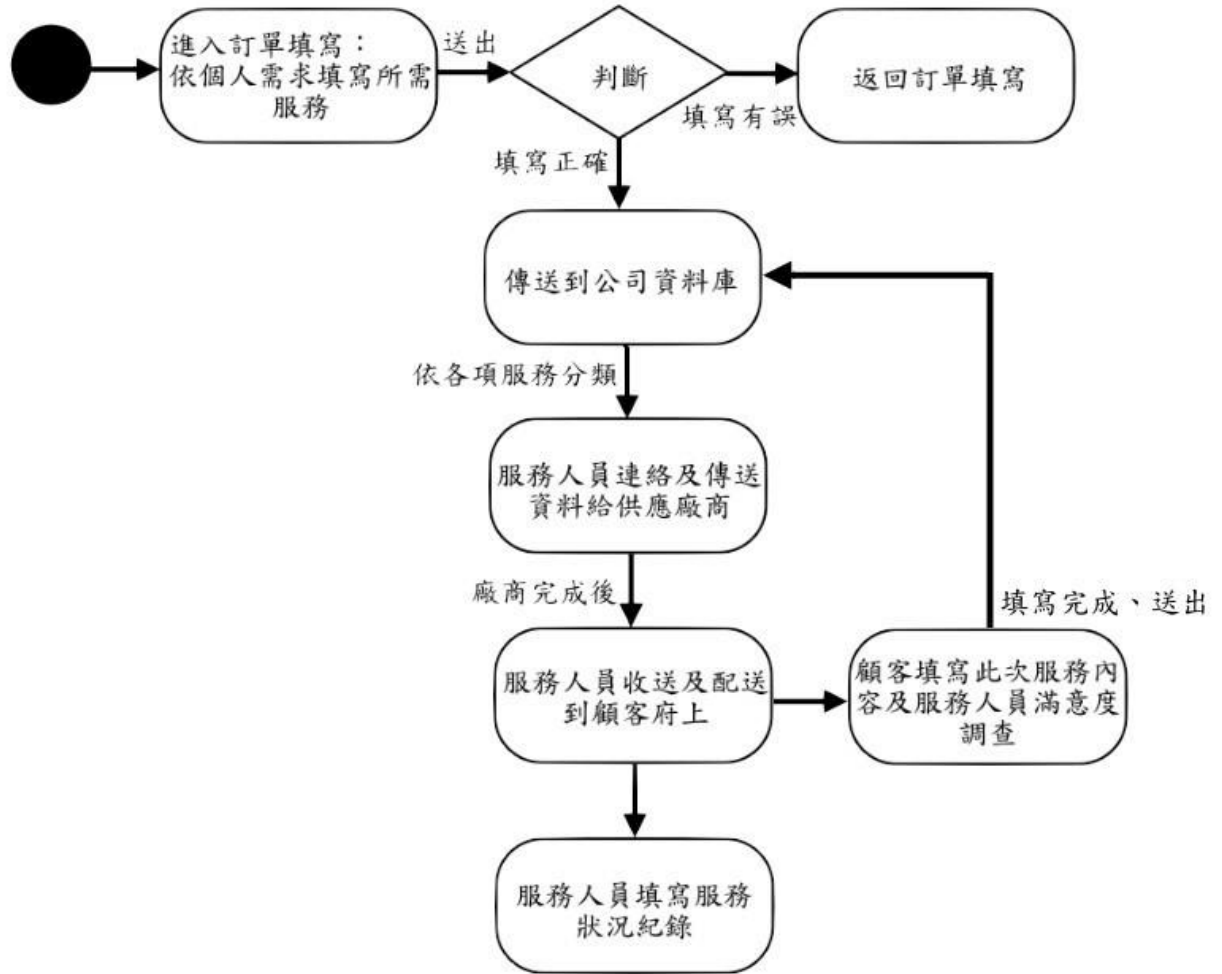 進入訂單填寫：
依個人需求填寫所需
服務
送出
判斷
填寫有誤
返回訂單填寫
填寫正確
傳送到公司資料庫
依各項服務分類
服務人員連絡及傳送
資料給供應廠商
廠商完成後
填寫完成、送出
服務人員收送及配送
到顧客府上
顧客填寫此次服務內
容及服務人員滿意度
調查
服務人員填寫服務
狀況紀錄